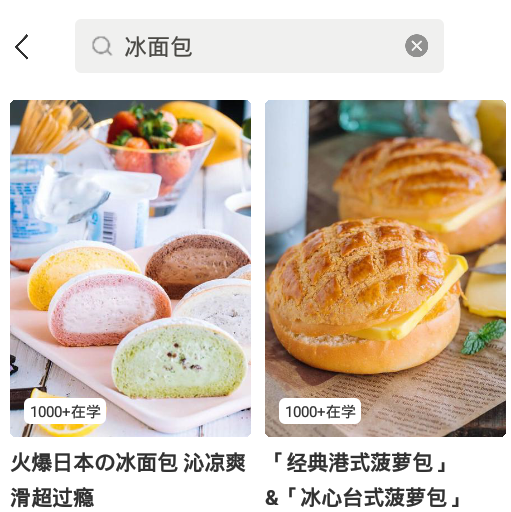 冰面包
1000+在学
1000+在学
火爆日本の冰面包 沁凉爽
滑超过瘾
「经典港式菠萝包」
&「冰心台式菠萝包」